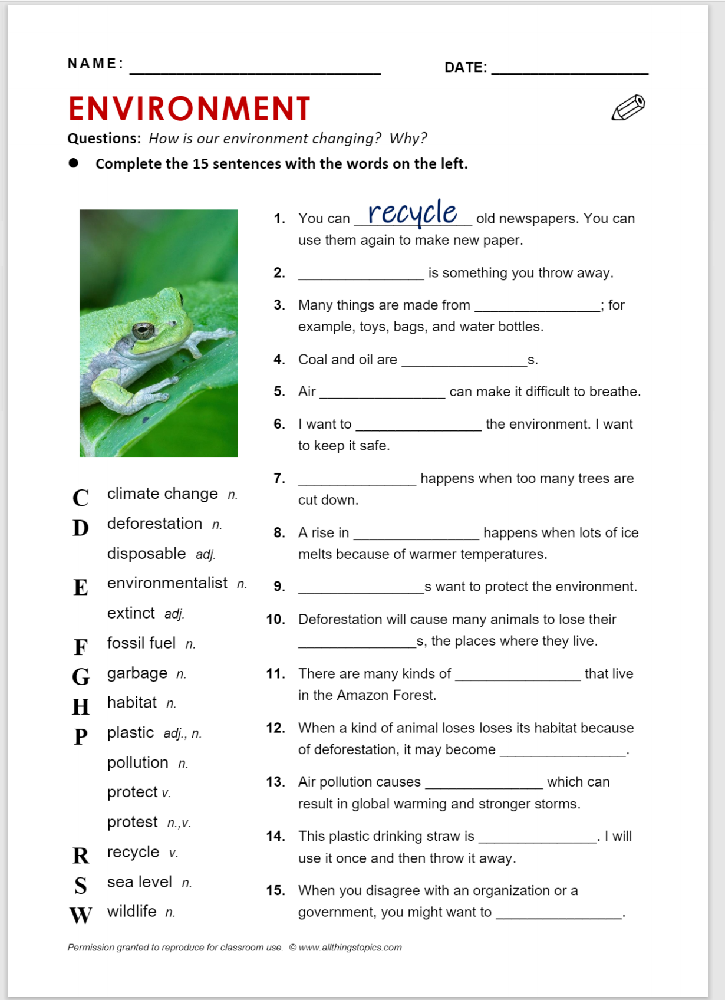 NAME: ________________________________ DATE: ____________________
ENVIRONMENT
Questions: How is our environment changing? Why?
● Complete the 15 sentences with the words on the left.
C climate change n.
D deforestation n.
disposable adj.
E environmentalist n.
extinct adj.
F fossil fuel n.
G garbage n.
H habitat n.
P plastic adj., n.
pollution n.
protect v.
protest n.,v.
R recycle v.
S sea level n.
W wildlife n.
1. You can recycle old newspapers. You can
use them again to make new paper.
2. ________________ is something you throw away.
3. Many things are made from ________________; for
example, toys, bags, and water bottles.
4. Coal and oil are ________________s.
5. Air ________________ can make it difficult to breathe.
6. I want to ________________ the environment. I want
to keep it safe.
7. _______________ happens when too many trees are
cut down.
8. A rise in ________________ happens when lots of ice
melts because of warmer temperatures.
9. ________________s want to protect the environment.
10. Deforestation will cause many animals to lose their
_______________s, the places where they live.
11. There are many kinds of ________________ that live
in the Amazon Forest.
12. When a kind of animal loses loses its habitat because
of deforestation, it may become ________________.
13. Air pollution causes _______________ which can
result in global warming and stronger storms.
14. This plastic drinking straw is _______________. I will
use it once and then throw it away.
15. When you disagree with an organization or a
government, you might want to ________________.
Permission granted to reproduce for classroom use. © www.allthingstopics.com